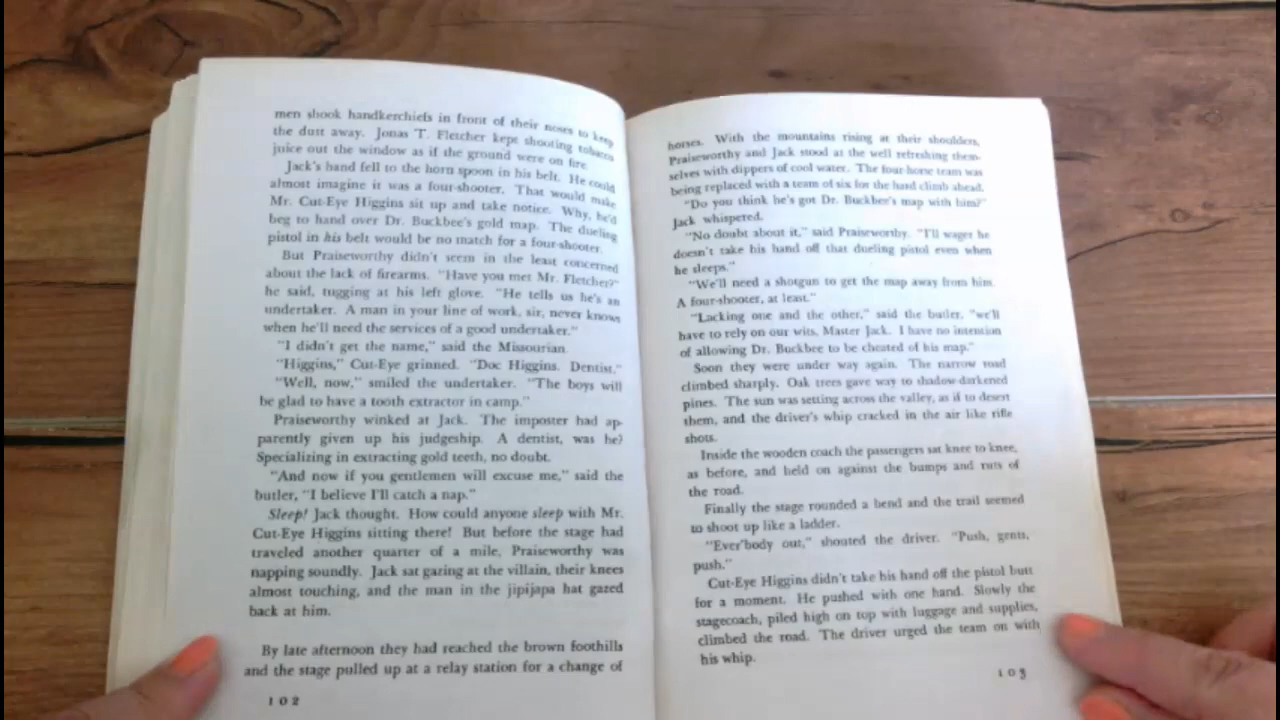 men shook handkerchiefs in front of their noses to keep
the dust away. Jonas T. Fletcher kept shooting tobacco
juice out the window as if the ground were on fire.
Jack's hand fell to the horn spoon in his belt. He could
almost imagine it was a four-shooter. That would make
Mr. Cut-Eye Higgins sit up and take notice. Why, he'd
beg to hand over Dr. Buckbee's gold map. The dueling
pistol in his belt would be no match for a four-shooter.
But Praiseworthy didn't seem in the least concerned
about the lack of firearms. "Have you met Mr. Fletcher?"
he said, tugging at his left glove. "He tells us he's an
undertaker. A man in your line of work, sir, never knows
when he'll need the services of a good undertaker."
"I didn't get the name," said the Missourian.
"Higgins," Cut-Eye grinned. "Doc Higgins. Dentist."
"Well, now," smiled the undertaker. "The boys will
be glad to have a tooth extractor in camp."
Praiseworthy winked at Jack. The imposter had ap-
parently given up his judgeship. A dentist, was he?
Specializing in extracting gold teeth, no doubt.
"And now if you gentlemen will excuse me," said the
butler, "I believe I'll catch a nap."
Sleep! Jack thought. How could anyone sleep with Mr.
Cut-Eye Higgins sitting there! But before the stage had
traveled another quarter of a mile, Praiseworthy was
napping soundly. Jack sat gazing at the villain, their knees
almost touching, and the man in the jipijapa hat gazed
back at him.
By late afternoon they had reached the brown foothills
and the stage pulled up at a relay station for a change of
102
horses. With the mountains rising at their shoulders,
Praiseworthy and Jack stood at the well refreshing them-
selves with dippers of cool water. The four-horse team was
being replaced with a team of six for the hard climb ahead.
"Do you think he's got Dr. Buckbee's map with him?"
Jack whispered.
"No doubt about it," said Praiseworthy. "I'll wager he
doesn't take his hand off that dueling pistol even when
he sleeps."
"We'll need a shotgun to get the map away from him.
A four-shooter, at least."
"Lacking one and the other," said the butler, "we'll
have to rely on our wits, Master Jack. I have no intention
of allowing Dr. Buckbee to be cheated of his map."
Soon they were under way again. The narrow road
climbed sharply. Oak trees gave way to shadow-darkened
pines. The sun was setting across the valley, as if to desert
them, and the driver's whip cracked in the air like rifle
shots.
Inside the wooden coach the passengers sat knee to knee,
as before, and held on against the bumps and ruts of
the road.
Finally the stage rounded a bend and the trail seemed
to shoot up like a ladder.
"Ever'body out," shouted the driver. "Push, gents,
push."
Cut-Eye Higgins didn't take his hand off the pistol butt
for a moment. He pushed with one hand. Slowly the
stagecoach, piled high on top with luggage and supplies,
climbed the road. The driver urged the team on with
his whip.
103